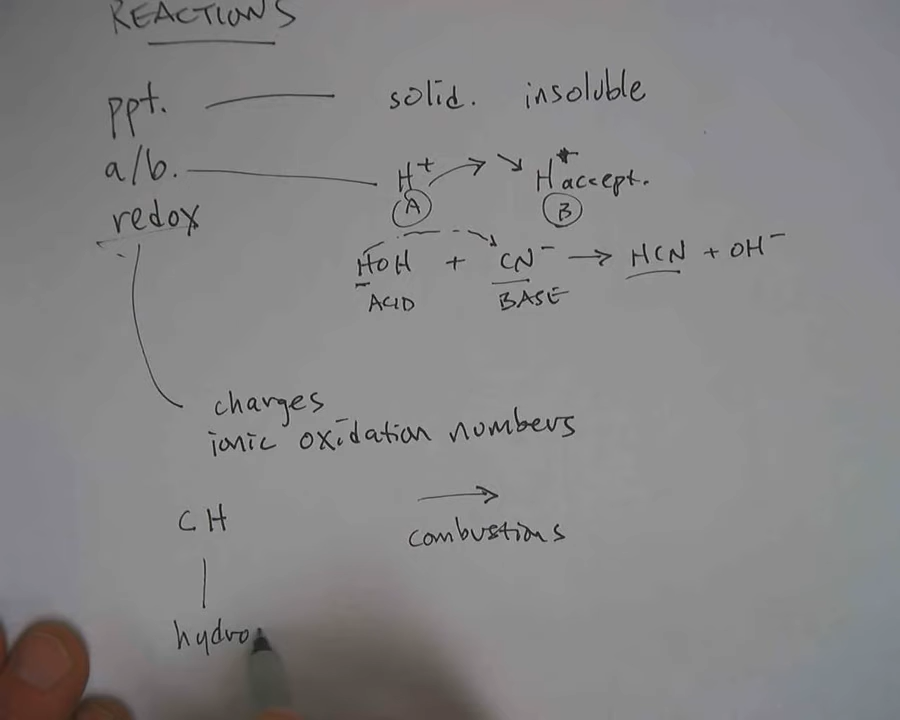 REACTIONS
ppt. solid. insoluble
a/b. H⁺ H⁺ accept.
A B
redox
HOH + CN⁻ → HCN + OH⁻
ACID BASE
charges
ionic oxidation numbers
CH →
combustions
hydro